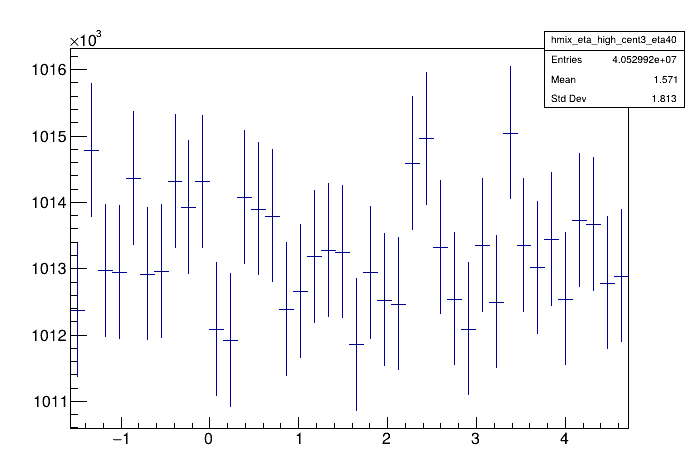 ×10³
hmix_eta_high_cent3_eta40
Entries 4.052992e+07
Mean 1.571
Std Dev 1.813
1016
1015
1014
1013
1012
1011
−1 0 1 2 3 4